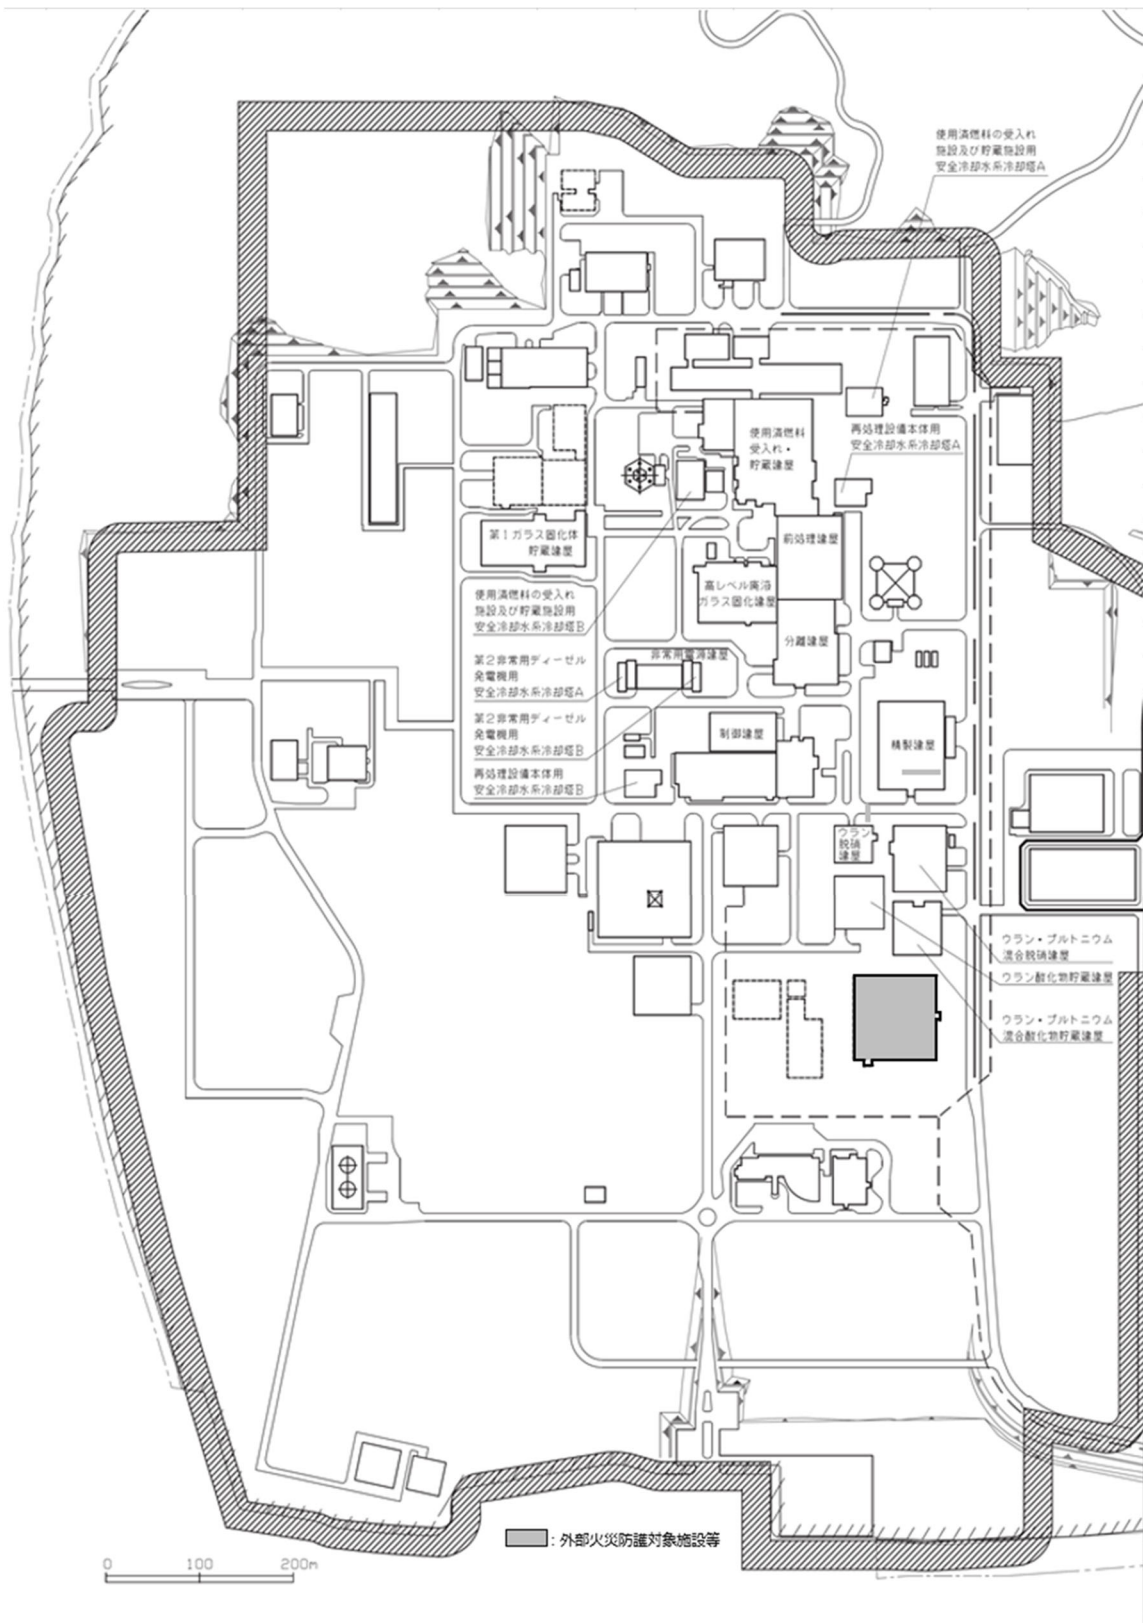 使用済燃料の受入れ
施設及び貯蔵施設用
安全冷却水系冷却塔A
再処理設備本体用
安全冷却水系冷却塔A
使用済燃料
受入れ・
貯蔵建屋
第1ガラス固化体
貯蔵建屋
前処理建屋
高レベル廃液
ガラス固化建屋
使用済燃料の受入れ
施設及び貯蔵施設用
安全冷却水系冷却塔B
分離建屋
非常用電源建屋
第2非常用ディーゼル
発電機用
安全冷却水系冷却塔A
第2非常用ディーゼル
発電機用
安全冷却水系冷却塔B
制御建屋
精製建屋
再処理設備本体用
安全冷却水系冷却塔B
ウラン
脱硝
建屋
ウラン・プルトニウム
混合脱硝建屋
ウラン酸化物貯蔵建屋
ウラン・プルトニウム
混合酸化物貯蔵建屋
：外部火災防護対象施設等
0 100 200m